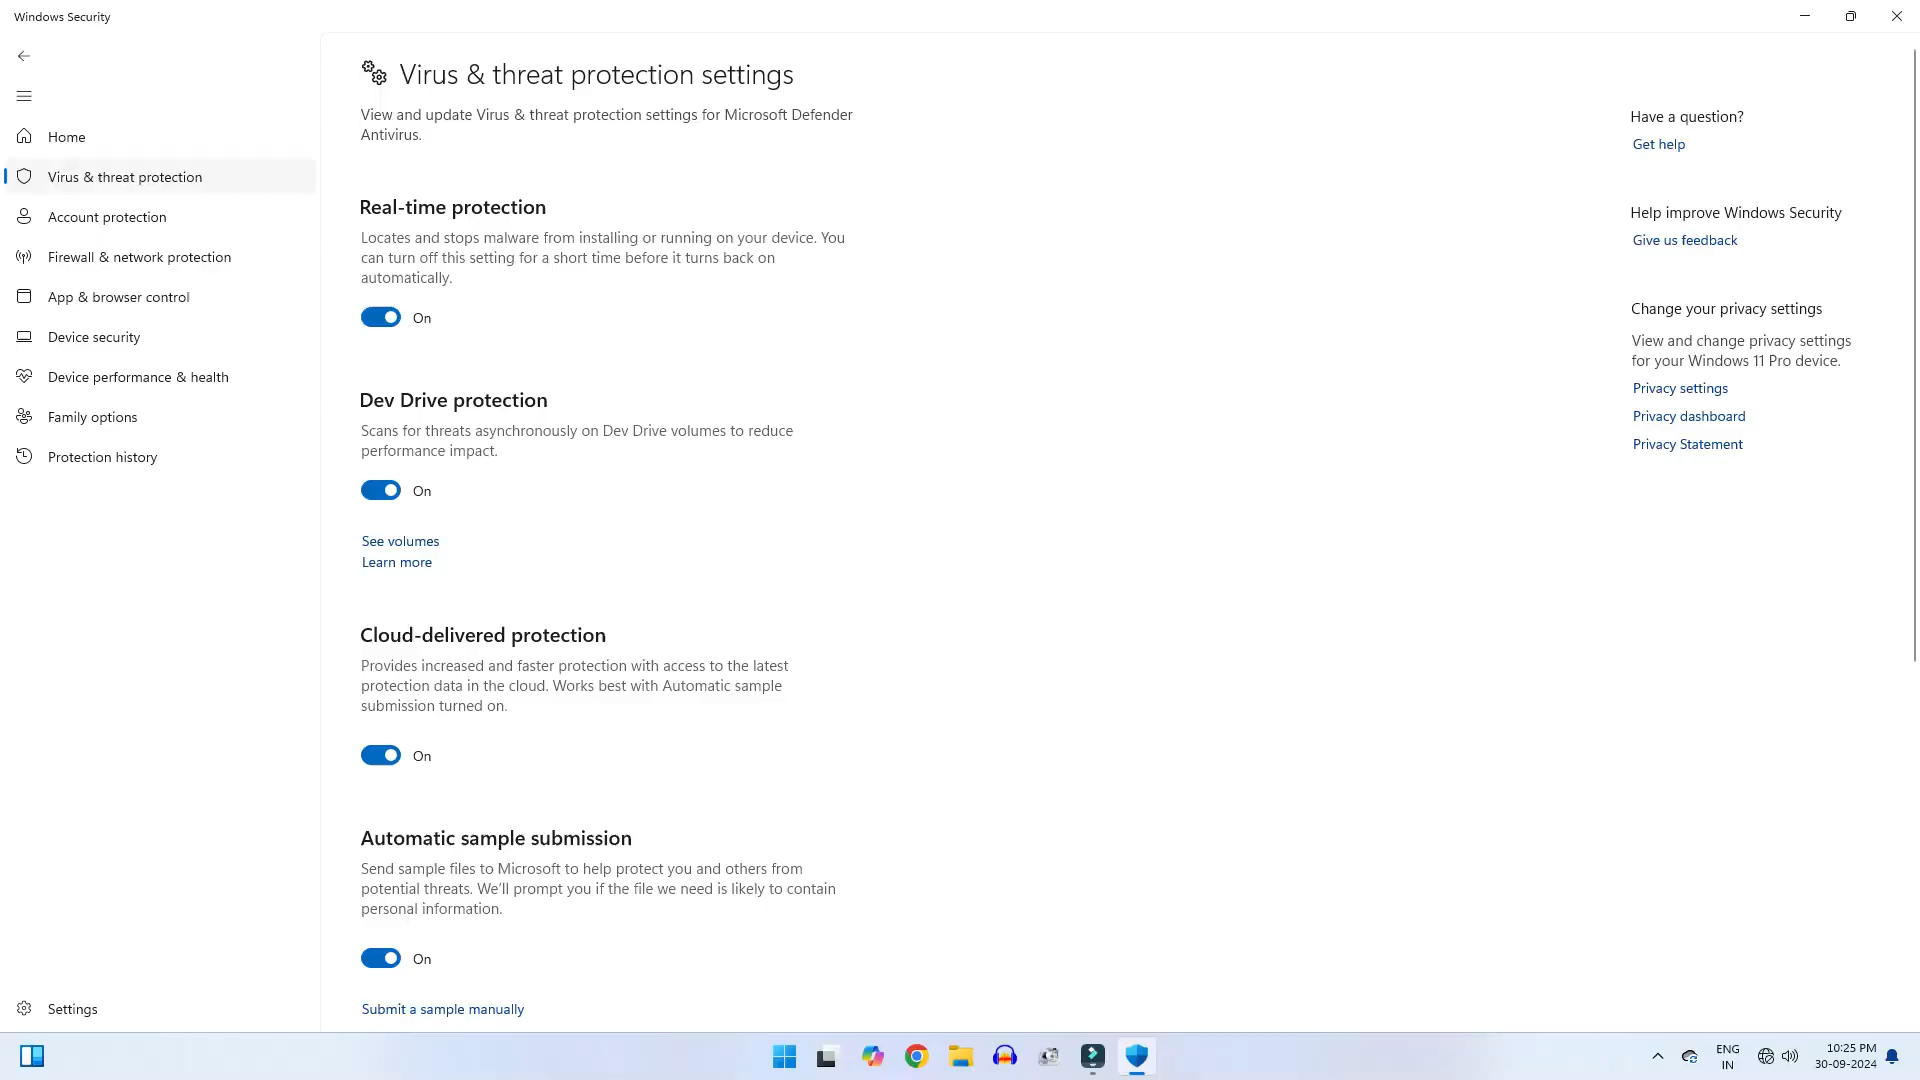 Windows Security
Home
Virus & threat protection
Account protection
Firewall & network protection
App & browser control
Device security
Device performance & health
Family options
Protection history
Settings
Virus & threat protection settings
View and update Virus & threat protection settings for Microsoft Defender
Antivirus.
Real-time protection
Locates and stops malware from installing or running on your device. You
can turn off this setting for a short time before it turns back on
automatically.
On
Dev Drive protection
Scans for threats asynchronously on Dev Drive volumes to reduce
performance impact.
On
See volumes
Learn more
Cloud-delivered protection
Provides increased and faster protection with access to the latest
protection data in the cloud. Works best with Automatic sample
submission turned on.
On
Automatic sample submission
Send sample files to Microsoft to help protect you and others from
potential threats. We'll prompt you if the file we need is likely to contain
personal information.
On
Submit a sample manually
Have a question?
Get help
Help improve Windows Security
Give us feedback
Change your privacy settings
View and change privacy settings
for your Windows 11 Pro device.
Privacy settings
Privacy dashboard
Privacy Statement
ENG
IN
10:25 PM
30-09-2024